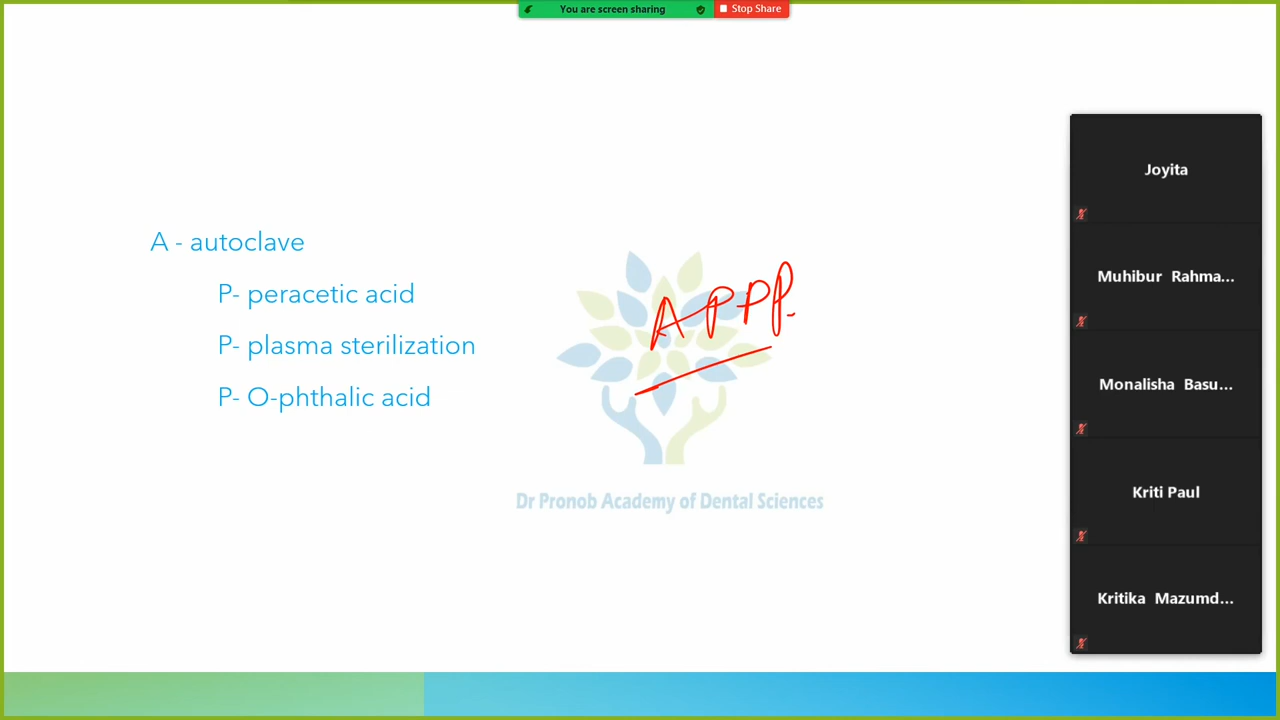 You are screen sharing
Stop Share
A - autoclave
P- peracetic acid
P- plasma sterilization
P- O-phthalic acid
APPP.
Dr Pronob Academy of Dental Sciences
Joyita
Muhibur Rahma...
Monalisha Basu...
Kriti Paul
Kritika Mazumd...